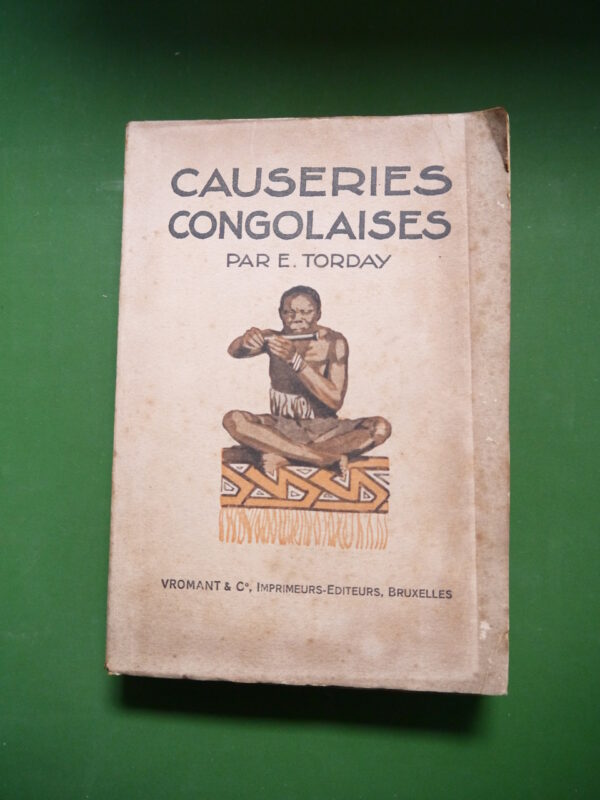 CAUSERIES
CONGOLAISES
PAR E. TORDAY
VROMANT & Cº, IMPRIMEURS-EDITEURS, BRUXELLES